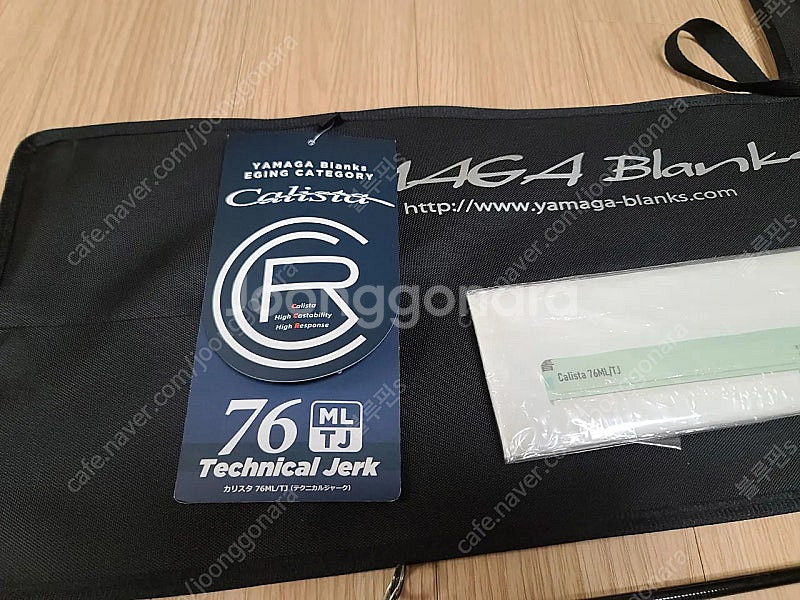 YAMAGA Blanks
EGING CATEGORY
Calista
CR
Calista
High Castability
High Response
76 ML TJ
Technical Jerk
カリスタ 76ML/TJ (テクニカルジャーク)
AGA Blanks
http://www.yamaga-blanks.com
Calista 76ML/TJ
Joonggonara
cafe.naver.com/joonggonara